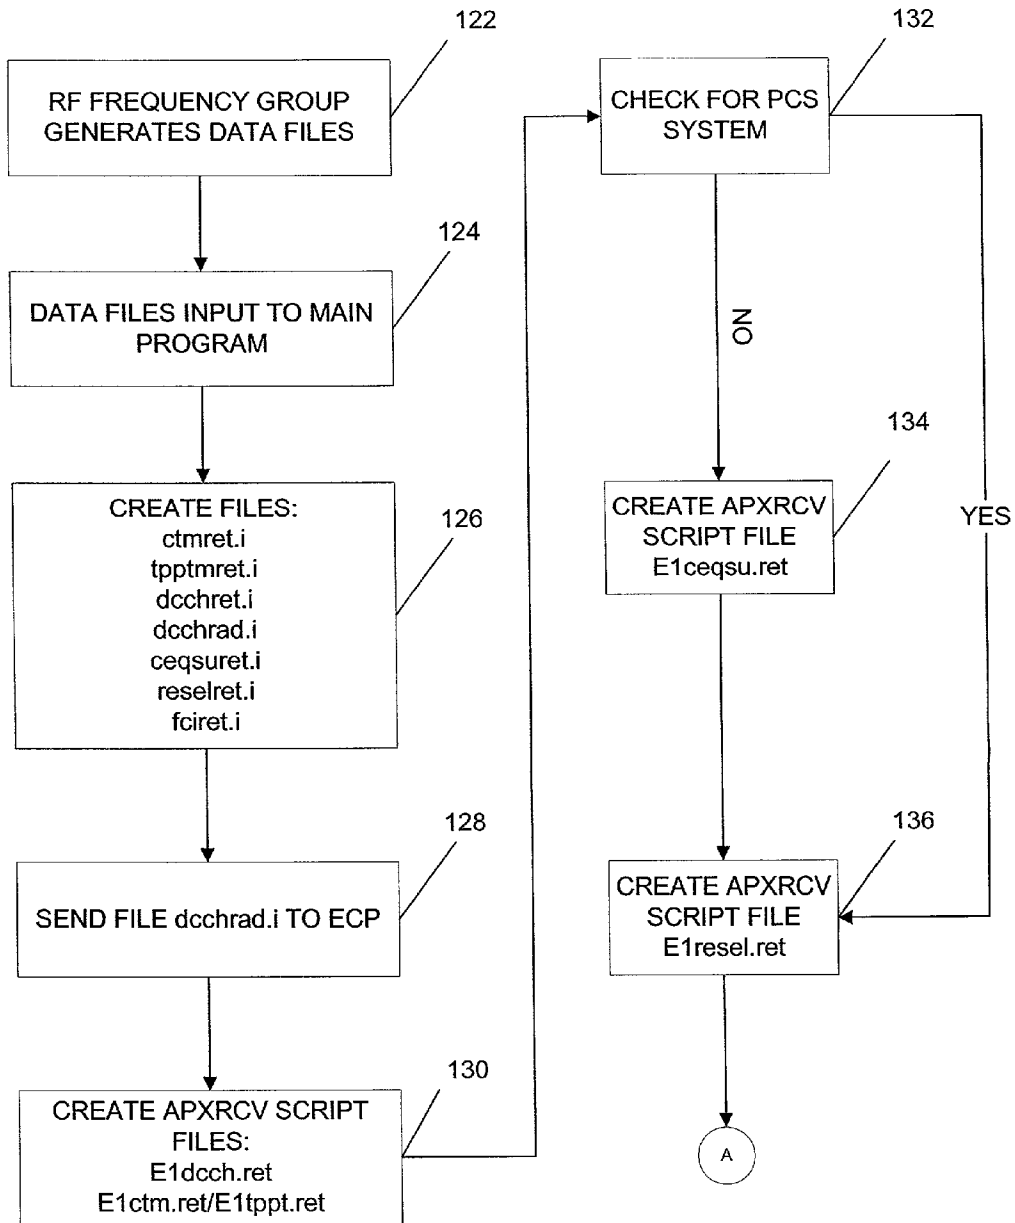 122
RF FREQUENCY GROUP
GENERATES DATA FILES
124
DATA FILES INPUT TO MAIN
PROGRAM
126
CREATE FILES:
ctmret.i
tpptmret.i
dcchret.i
dcchrad.i
ceqsuret.i
reselret.i
fciret.i
128
SEND FILE dcchrad.i TO ECP
130
CREATE APXRCV SCRIPT
FILES:
E1dcch.ret
E1ctm.ret/E1tppt.ret
132
CHECK FOR PCS
SYSTEM
NO
YES
134
CREATE APXRCV
SCRIPT FILE
E1ceqsu.ret
136
CREATE APXRCV
SCRIPT FILE
E1resel.ret
A